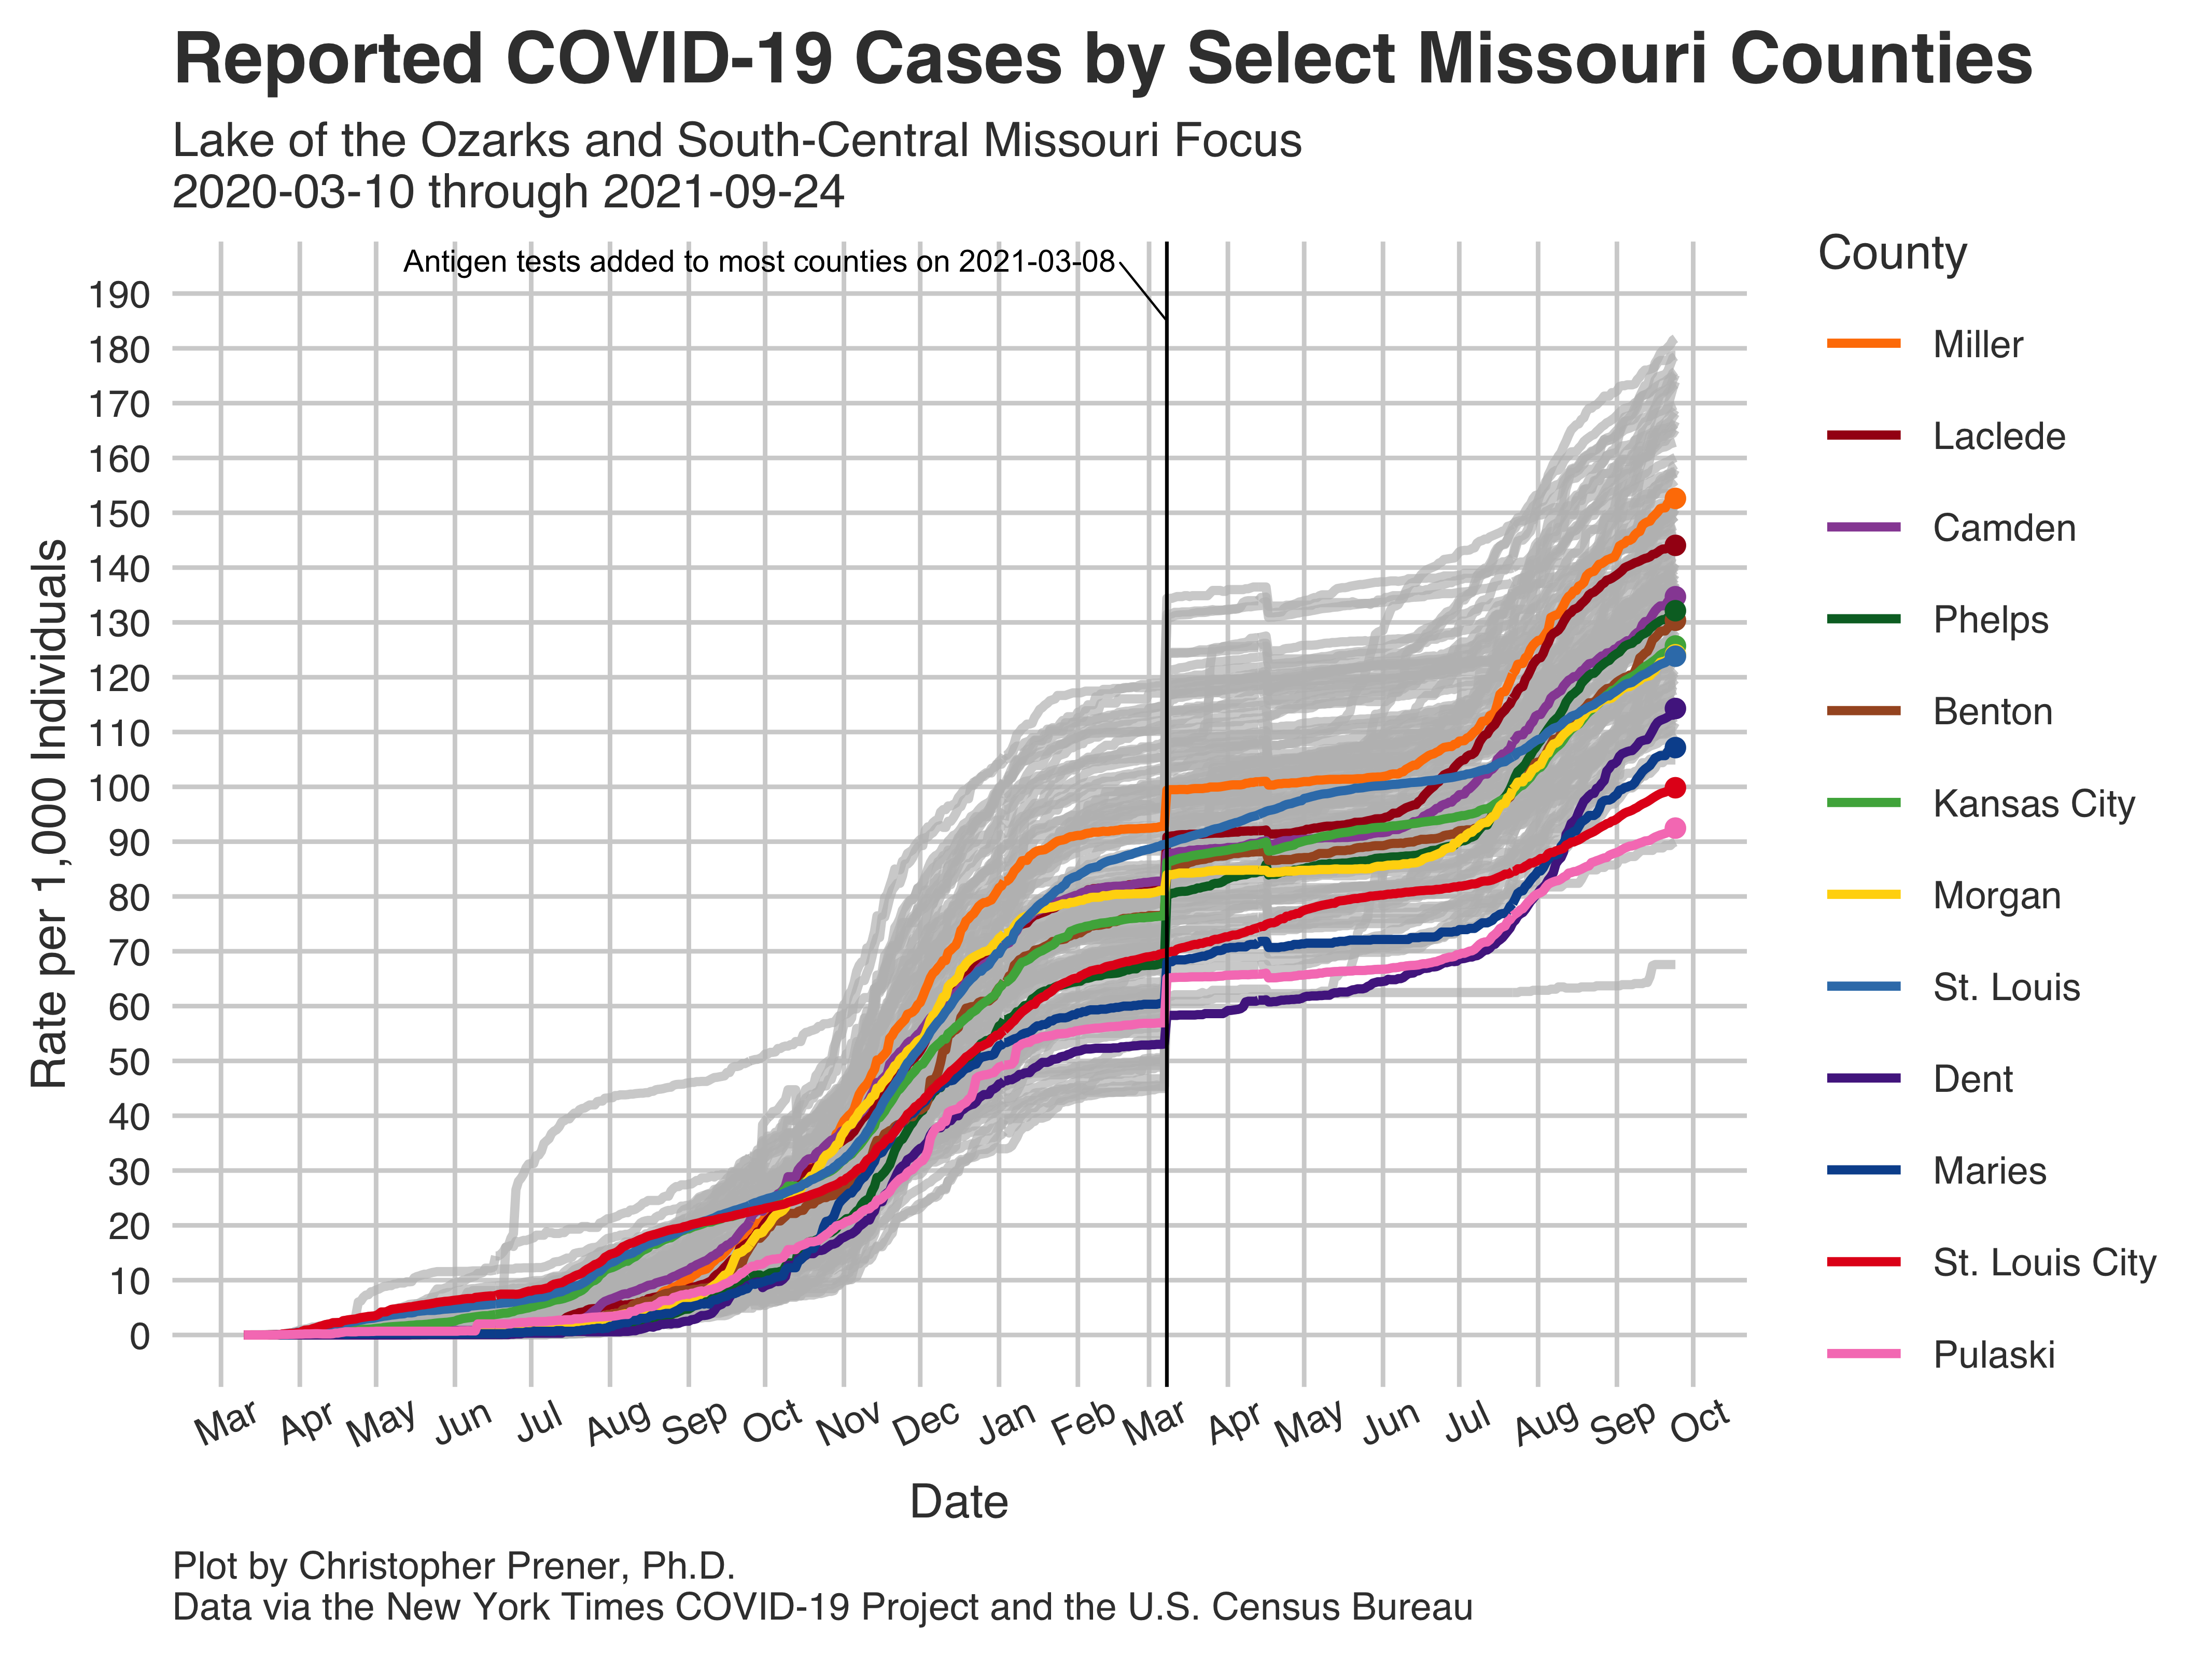 Reported COVID-19 Cases by Select Missouri Counties
Lake of the Ozarks and South-Central Missouri Focus
2020-03-10 through 2021-09-24
Antigen tests added to most counties on 2021-03-08
Rate per 1,000 Individuals
190
180
170
160
150
140
130
120
110
100
90
80
70
60
50
40
30
20
10
0
Mar Apr May Jun Jul Aug Sep Oct Nov Dec Jan Feb Mar Apr May Jun Jul Aug Sep Oct
Date
County
Miller
Laclede
Camden
Phelps
Benton
Kansas City
Morgan
St. Louis
Dent
Maries
St. Louis City
Pulaski
Plot by Christopher Prener, Ph.D.
Data via the New York Times COVID-19 Project and the U.S. Census Bureau